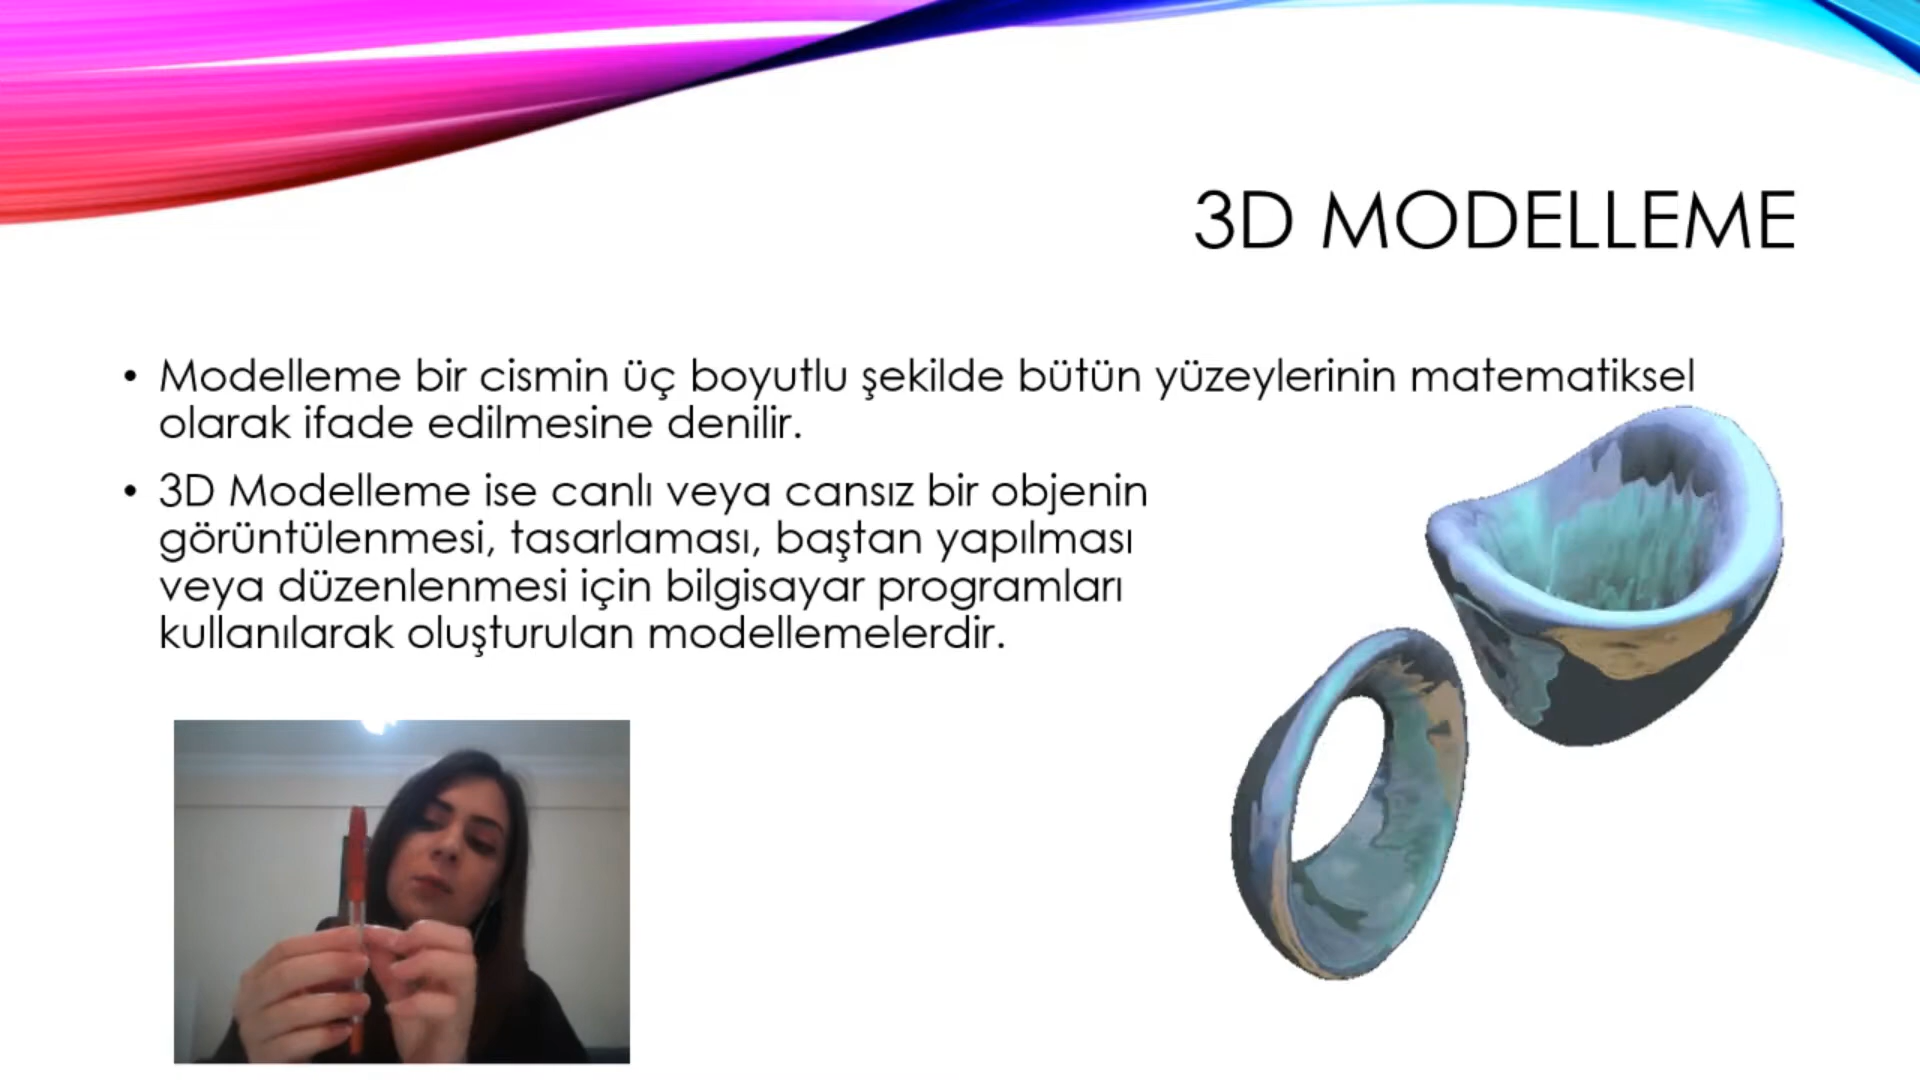 3D MODELLEME
• Modelleme bir cismin üç boyutlu şekilde bütün yüzeylerinin matematiksel
olarak ifade edilmesine denilir.
• 3D Modelleme ise canlı veya cansız bir objenin
görüntülenmesi, tasarlaması, baştan yapılması
veya düzenlenmesi için bilgisayar programları
kullanılarak oluşturulan modellemelerdir.